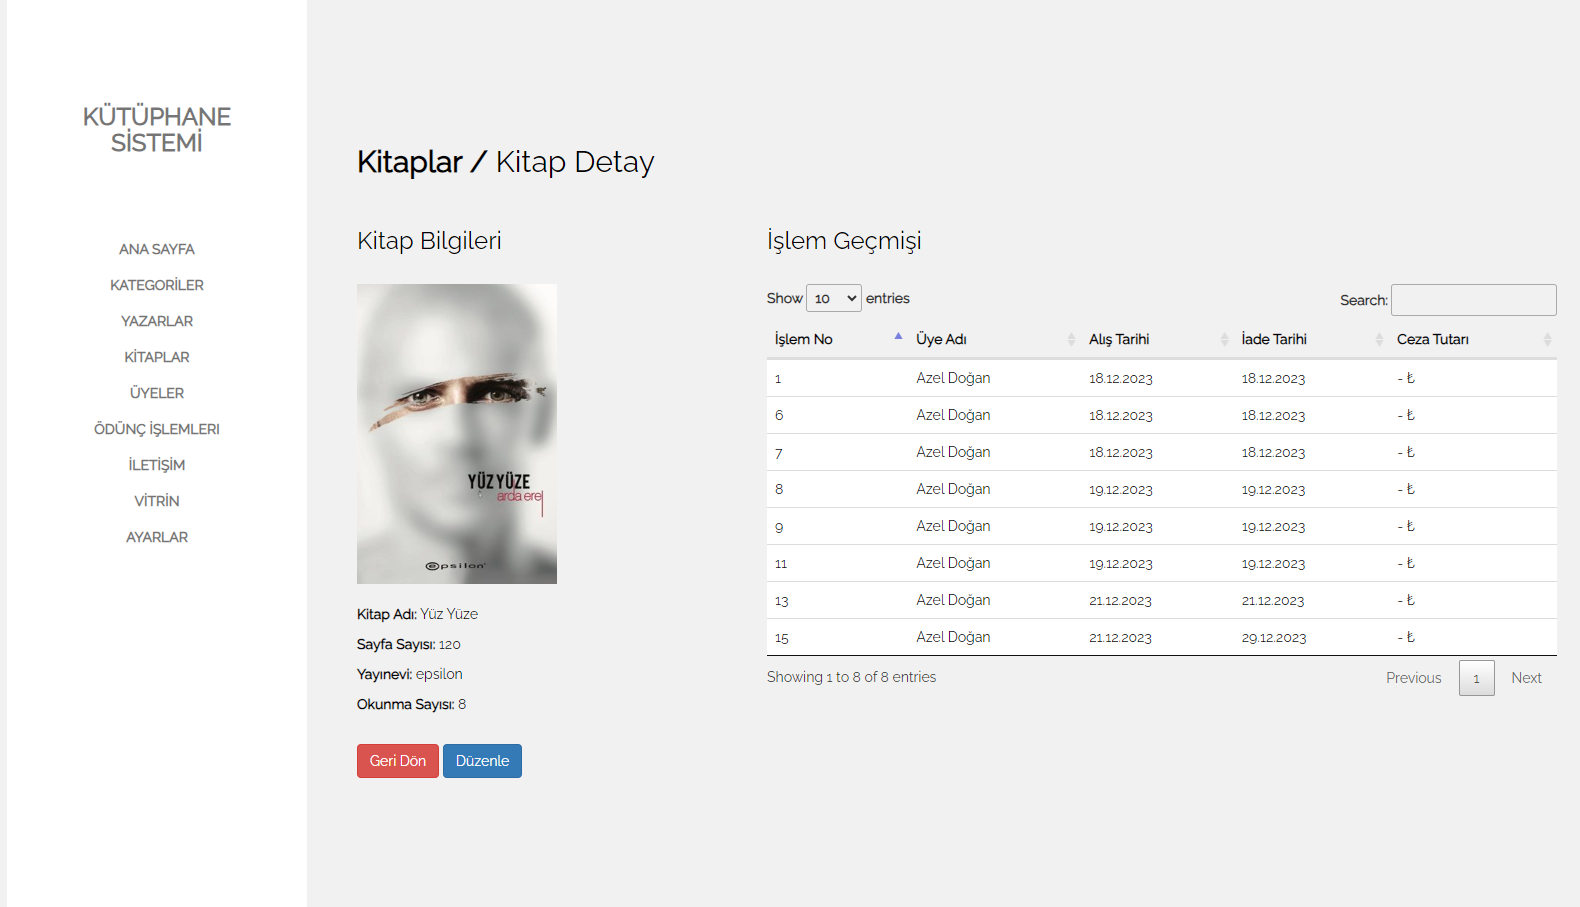 KÜTÜPHANE
SİSTEMİ
ANA SAYFA
KATEGORİLER
YAZARLAR
KİTAPLAR
ÜYELER
ÖDÜNÇ İŞLEMLERI
İLETİŞİM
VİTRİN
AYARLAR
Kitaplar / Kitap Detay
Kitap Bilgileri
YÜZ YÜZE
arda erel
epsilon
Kitap Adı: Yüz Yüze
Sayfa Sayısı: 120
Yayınevi: epsilon
Okunma Sayısı: 8
Geri Dön Düzenle
İşlem Geçmişi
Show 10 entries Search:
İşlem No Üye Adı Alış Tarihi İade Tarihi Ceza Tutarı
1 Azel Doğan 18.12.2023 18.12.2023 - ₺
6 Azel Doğan 18.12.2023 18.12.2023 - ₺
7 Azel Doğan 18.12.2023 18.12.2023 - ₺
8 Azel Doğan 19.12.2023 19.12.2023 - ₺
9 Azel Doğan 19.12.2023 19.12.2023 - ₺
11 Azel Doğan 19.12.2023 19.12.2023 - ₺
13 Azel Doğan 21.12.2023 21.12.2023 - ₺
15 Azel Doğan 21.12.2023 29.12.2023 - ₺
Showing 1 to 8 of 8 entries Previous 1 Next